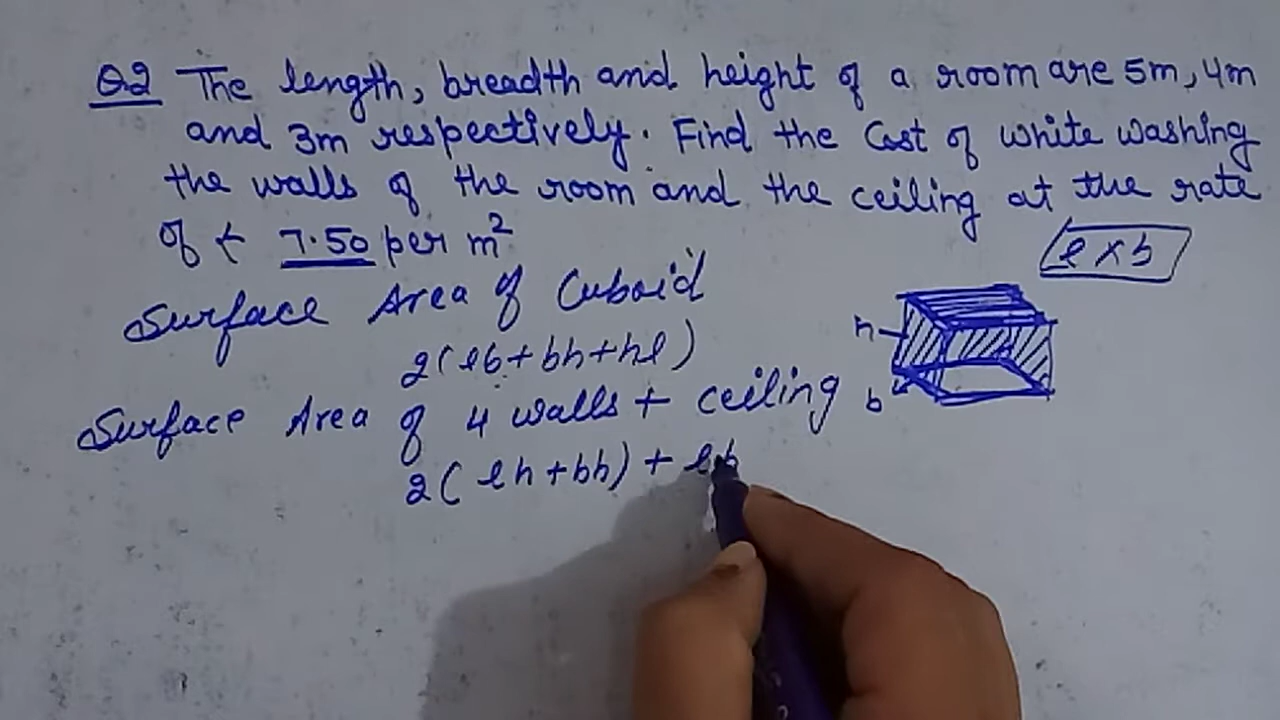 Q2 The length, breadth and height of a room are 5m, 4m
and 3m respectively. Find the Cost of white washing
the walls of the room and the ceiling at the rate
of ₹ 7.50 per m²
l × b
Surface Area of Cuboid
h
2(lb+bh+hl)
Surface Area of 4 walls + ceiling
b
2(lh+bh) + lb